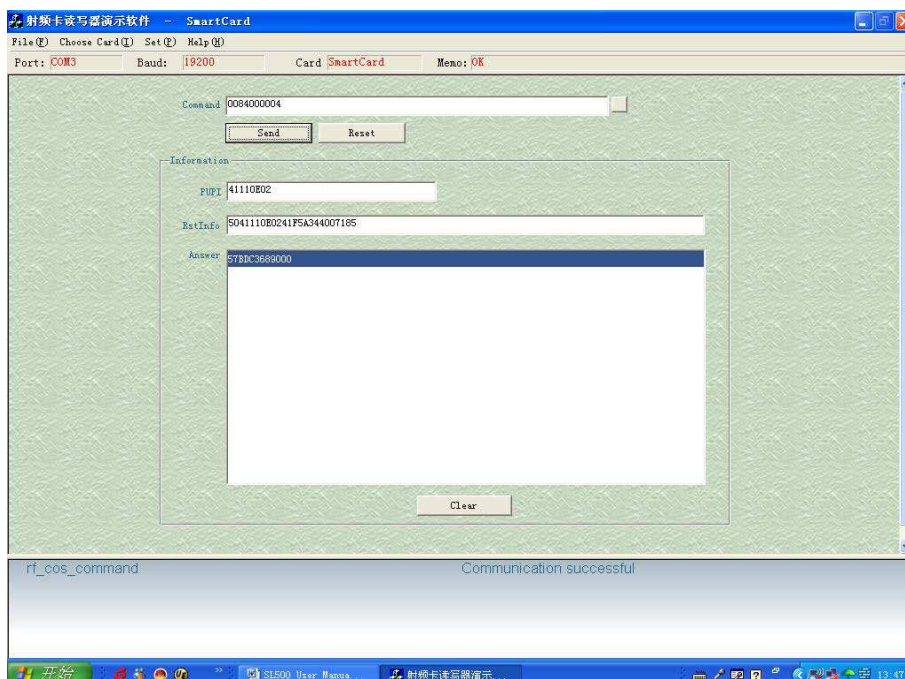 射频卡读写器演示软件 - SmartCard
File(F) Choose Card(I) Set(P) Help(H)
Port: COM3 Baud: 19200 Card SmartCard Memo: OK
Command 0084000004
Send Reset
Information
PUPI 41110E02
RstInfo 5041110E0241F5A344007185
Answer 57BDC3689000
Clear
rf_cos_command Communication successful
开始 SL500 User Manua... 射频卡读写器演示... 13:47